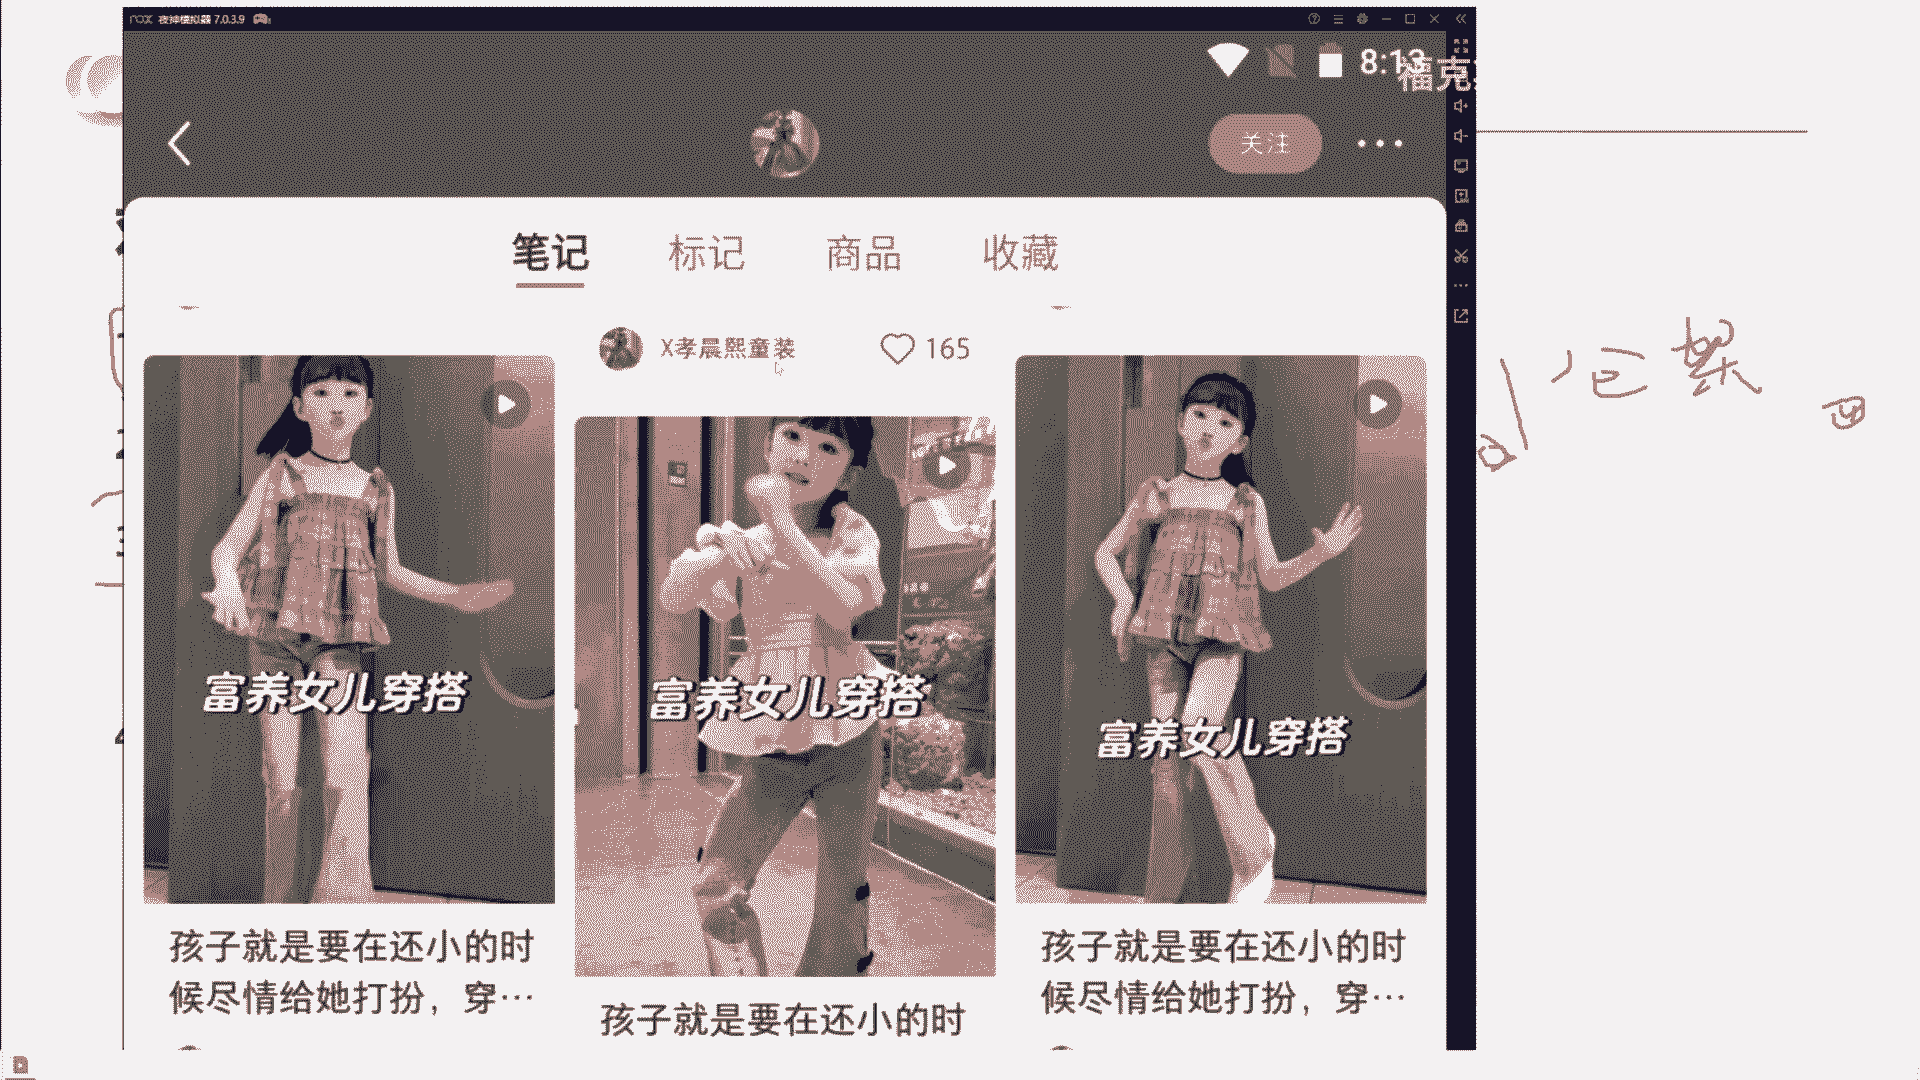 nox 夜神模拟器 7.0.3.9
8:13
福克
关注
笔记 标记 商品 收藏
X孝晨熙童装 165
富养女儿穿搭
富养女儿穿搭
富养女儿穿搭
孩子就是要在还小的时
候尽情给她打扮，穿…
孩子就是要在还小的时
孩子就是要在还小的时
候尽情给她打扮，穿…